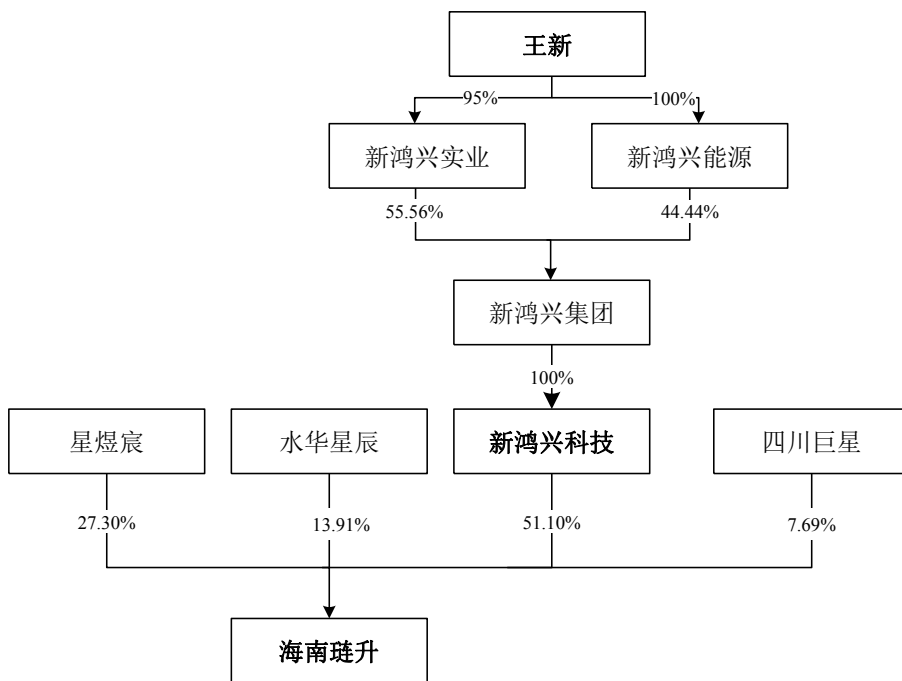 王新
95%
100%
新鸿兴实业
新鸿兴能源
55.56%
44.44%
新鸿兴集团
100%
星煜宸
水华星辰
新鸿兴科技
四川巨星
27.30%
13.91%
51.10%
7.69%
海南琏升